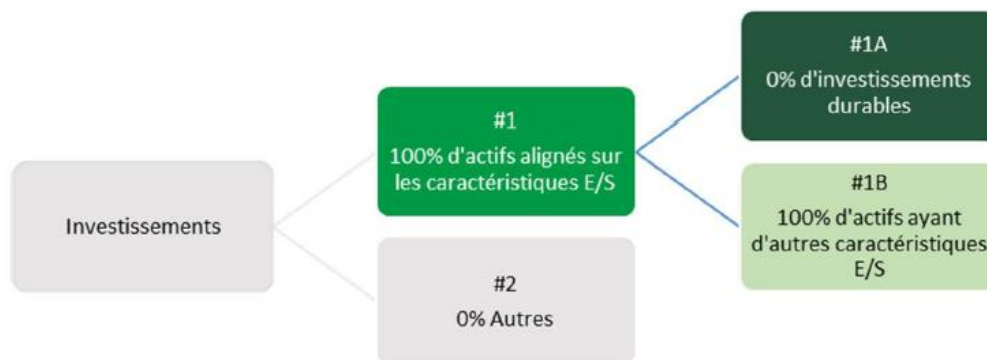 Investissements
#1
100% d'actifs alignés sur
les caractéristiques E/S
#2
0% Autres
#1A
0% d'investissements
durables
#1B
100% d'actifs ayant
d'autres caractéristiques
E/S